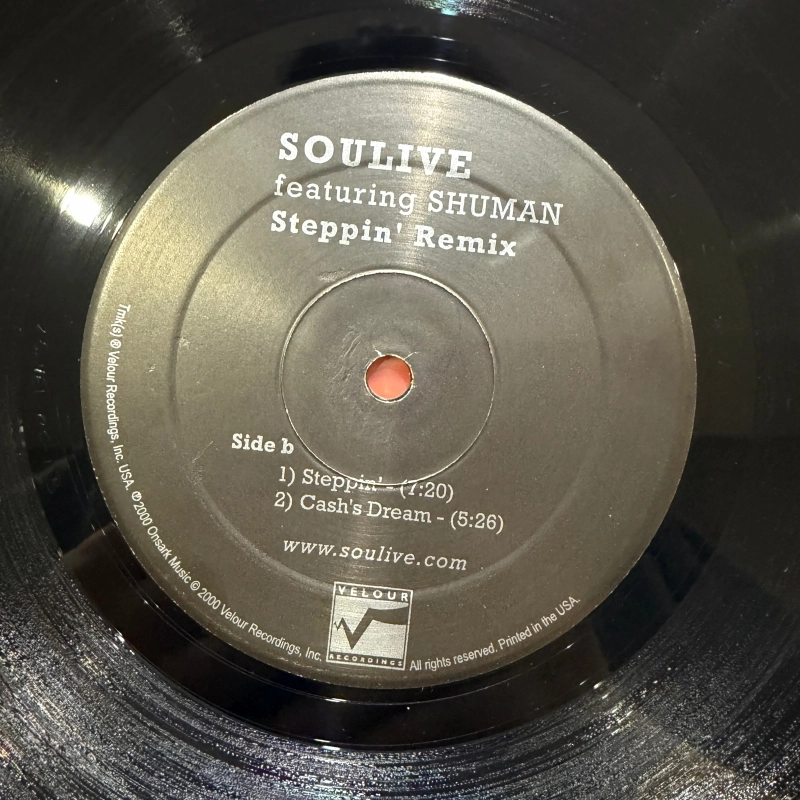 SOULIVE
featuring SHUMAN
Steppin' Remix
Side b
1) Steppin' - (7:20)
2) Cash's Dream - (5:26)
www.soulive.com
VELOUR
RECORDINGS
Tmk(s) ® Velour Recordings, Inc. USA. ℗ 2000 Onsark Music © 2000 Velour Recordings, Inc.
All rights reserved. Printed in the USA.